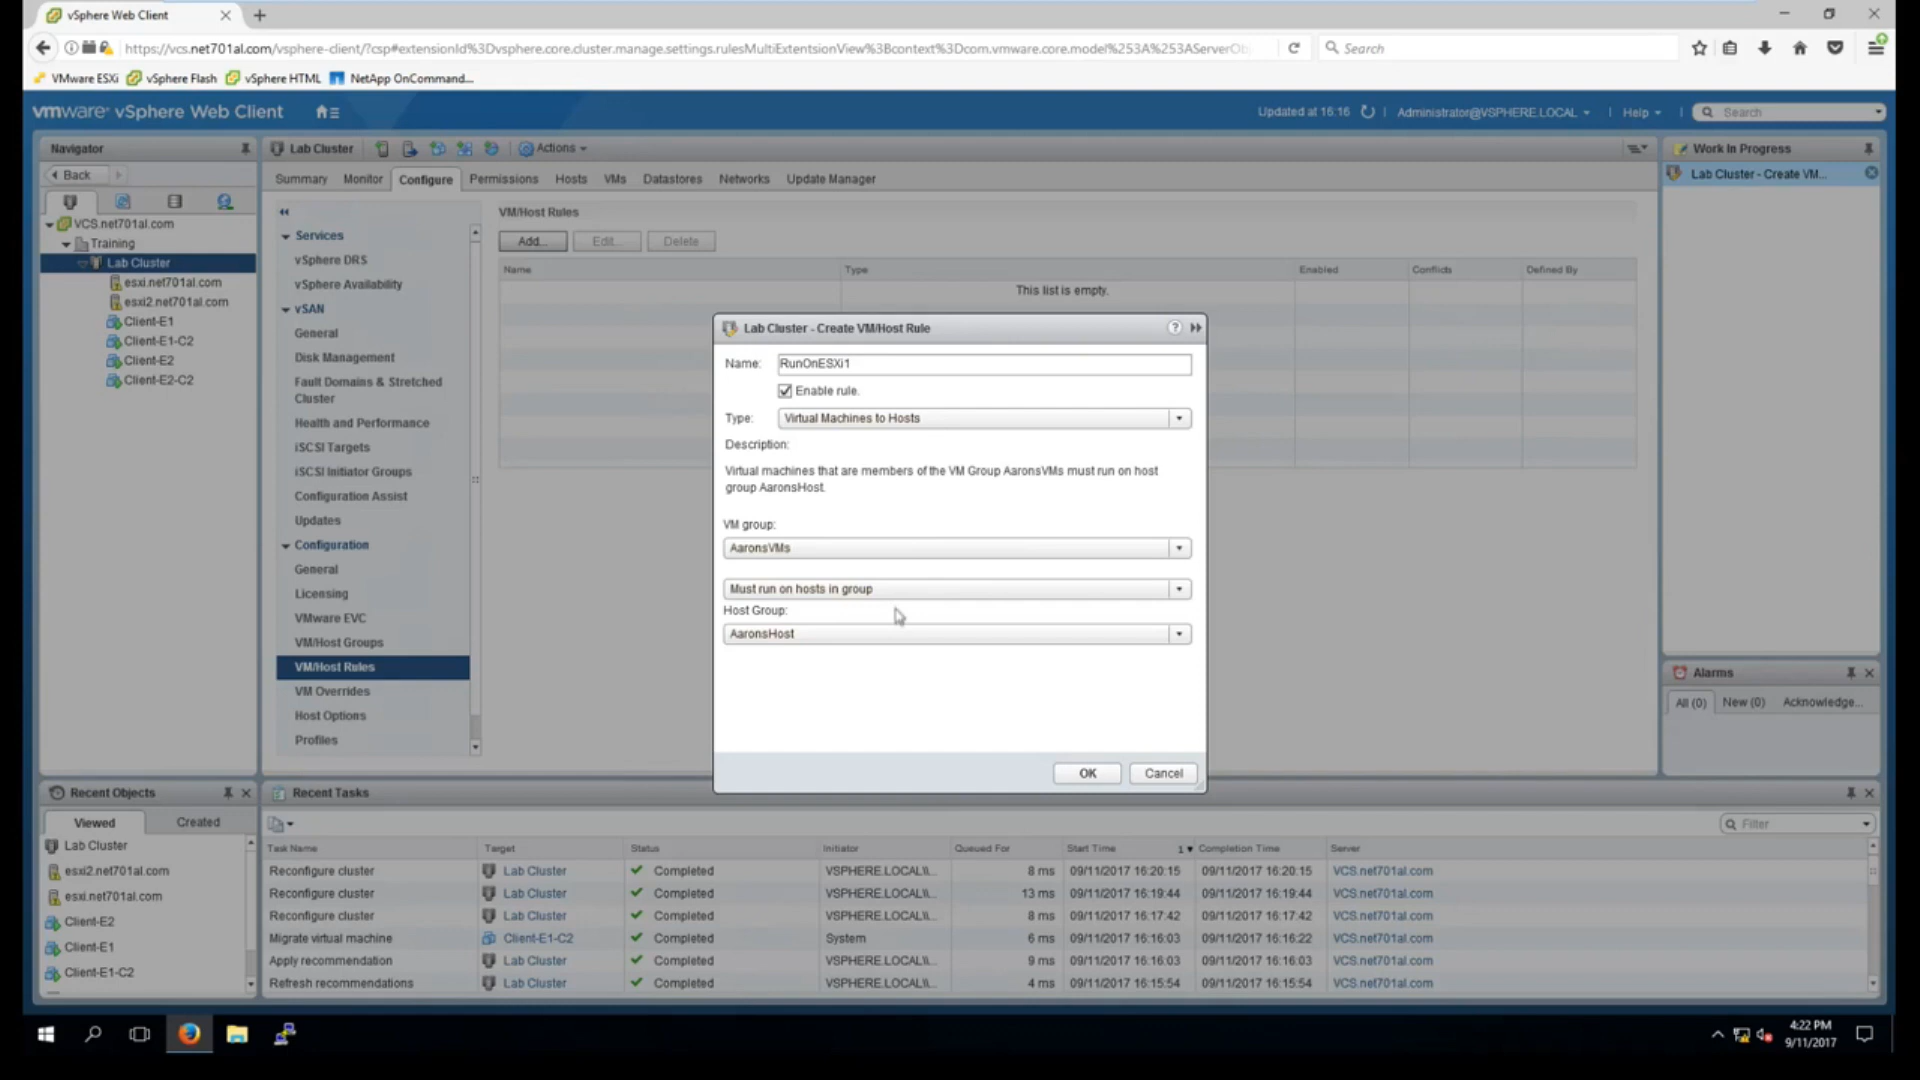 vSphere Web Client
https://vcs.net701al.com/vsphere-client/?csp#extensionId%3Dvsphere.core.cluster.manage.settings.rulesMultiExtentsionView%3Bcontext%3Dcom.vmware.core.model%253A%253AServerOb
Search
VMware ESXi
vSphere Flash
vSphere HTML
NetApp OnCommand...
vmware® vSphere Web Client
Updated at 16:16
Administrator@VSPHERE.LOCAL
Help
Search
Navigator
Back
VCS.net701al.com
Training
Lab Cluster
esxi.net701al.com
esxi2.net701al.com
Client-E1
Client-E1-C2
Client-E2
Client-E2-C2
Lab Cluster
Actions
Summary Monitor Configure Permissions Hosts VMs Datastores Networks Update Manager
Services
vSphere DRS
vSphere Availability
vSAN
General
Disk Management
Fault Domains & Stretched
Cluster
Health and Performance
iSCSI Targets
iSCSI Initiator Groups
Configuration Assist
Updates
Configuration
General
Licensing
VMware EVC
VM/Host Groups
VM/Host Rules
VM Overrides
Host Options
Profiles
VM/Host Rules
Add... Edit... Delete
Name Type Enabled Conflicts Defined By
This list is empty.
Lab Cluster - Create VM/Host Rule
Name: RunOnESXi1
Enable rule.
Type: Virtual Machines to Hosts
Description:
Virtual machines that are members of the VM Group AaronsVMs must run on host
group AaronsHost.
VM group:
AaronsVMs
Must run on hosts in group
Host Group:
AaronsHost
OK Cancel
Work In Progress
Lab Cluster - Create VM...
Alarms
All (0) New (0) Acknowledge...
Recent Objects
Viewed Created
Lab Cluster
esxi2.net701al.com
esxi.net701al.com
Client-E2
Client-E1
Client-E1-C2
Recent Tasks
Filter
Task Name Target Status Initiator Queued For Start Time 1 Completion Time Server
Reconfigure cluster Lab Cluster Completed VSPHERE.LOCAL\... 8 ms 09/11/2017 16:20:15 09/11/2017 16:20:15 VCS.net701al.com
Reconfigure cluster Lab Cluster Completed VSPHERE.LOCAL\... 13 ms 09/11/2017 16:19:44 09/11/2017 16:19:44 VCS.net701al.com
Reconfigure cluster Lab Cluster Completed VSPHERE.LOCAL\... 8 ms 09/11/2017 16:17:42 09/11/2017 16:17:42 VCS.net701al.com
Migrate virtual machine Client-E1-C2 Completed System 6 ms 09/11/2017 16:16:03 09/11/2017 16:16:22 VCS.net701al.com
Apply recommendation Lab Cluster Completed VSPHERE.LOCAL\... 9 ms 09/11/2017 16:16:03 09/11/2017 16:16:03 VCS.net701al.com
Refresh recommendations Lab Cluster Completed VSPHERE.LOCAL\... 4 ms 09/11/2017 16:15:54 09/11/2017 16:15:54 VCS.net701al.com
4:22 PM
9/11/2017